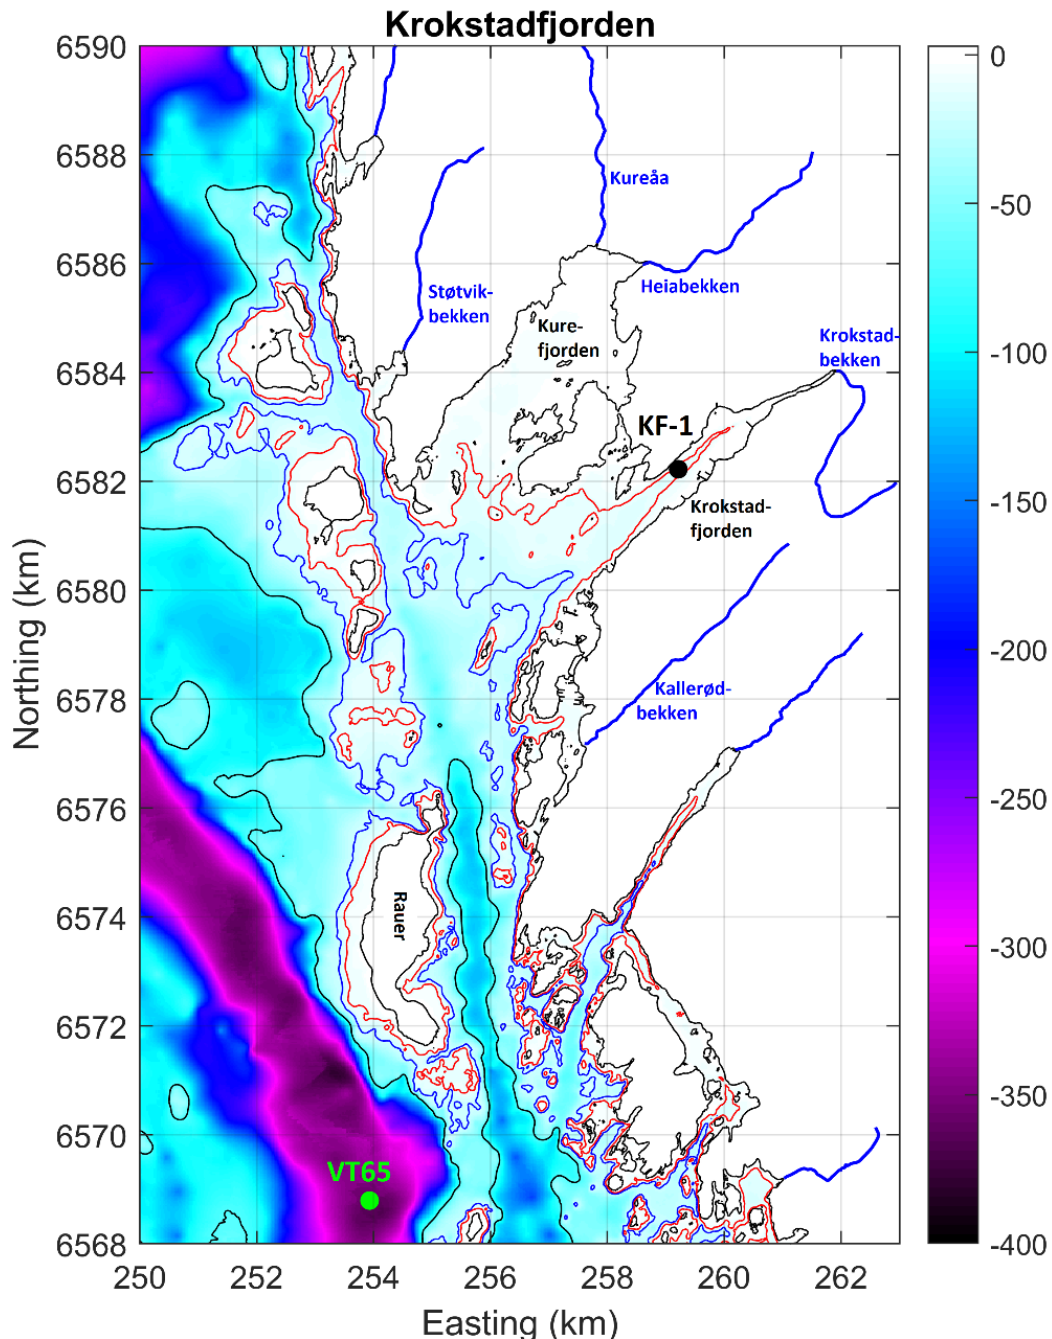 Krokstadfjorden
6590
6588
6586
6584
6582
6580
6578
6576
6574
6572
6570
6568
Northing (km)
250
252
254
256
258
260
262
Easting (km)
0
-50
-100
-150
-200
-250
-300
-350
-400
Kureåa
Støtvik-
bekken
Heiabekken
Kure-
fjorden
Krokstad-
bekken
KF-1
Krokstad-
fjorden
Kallerød-
bekken
Rauer
VT65